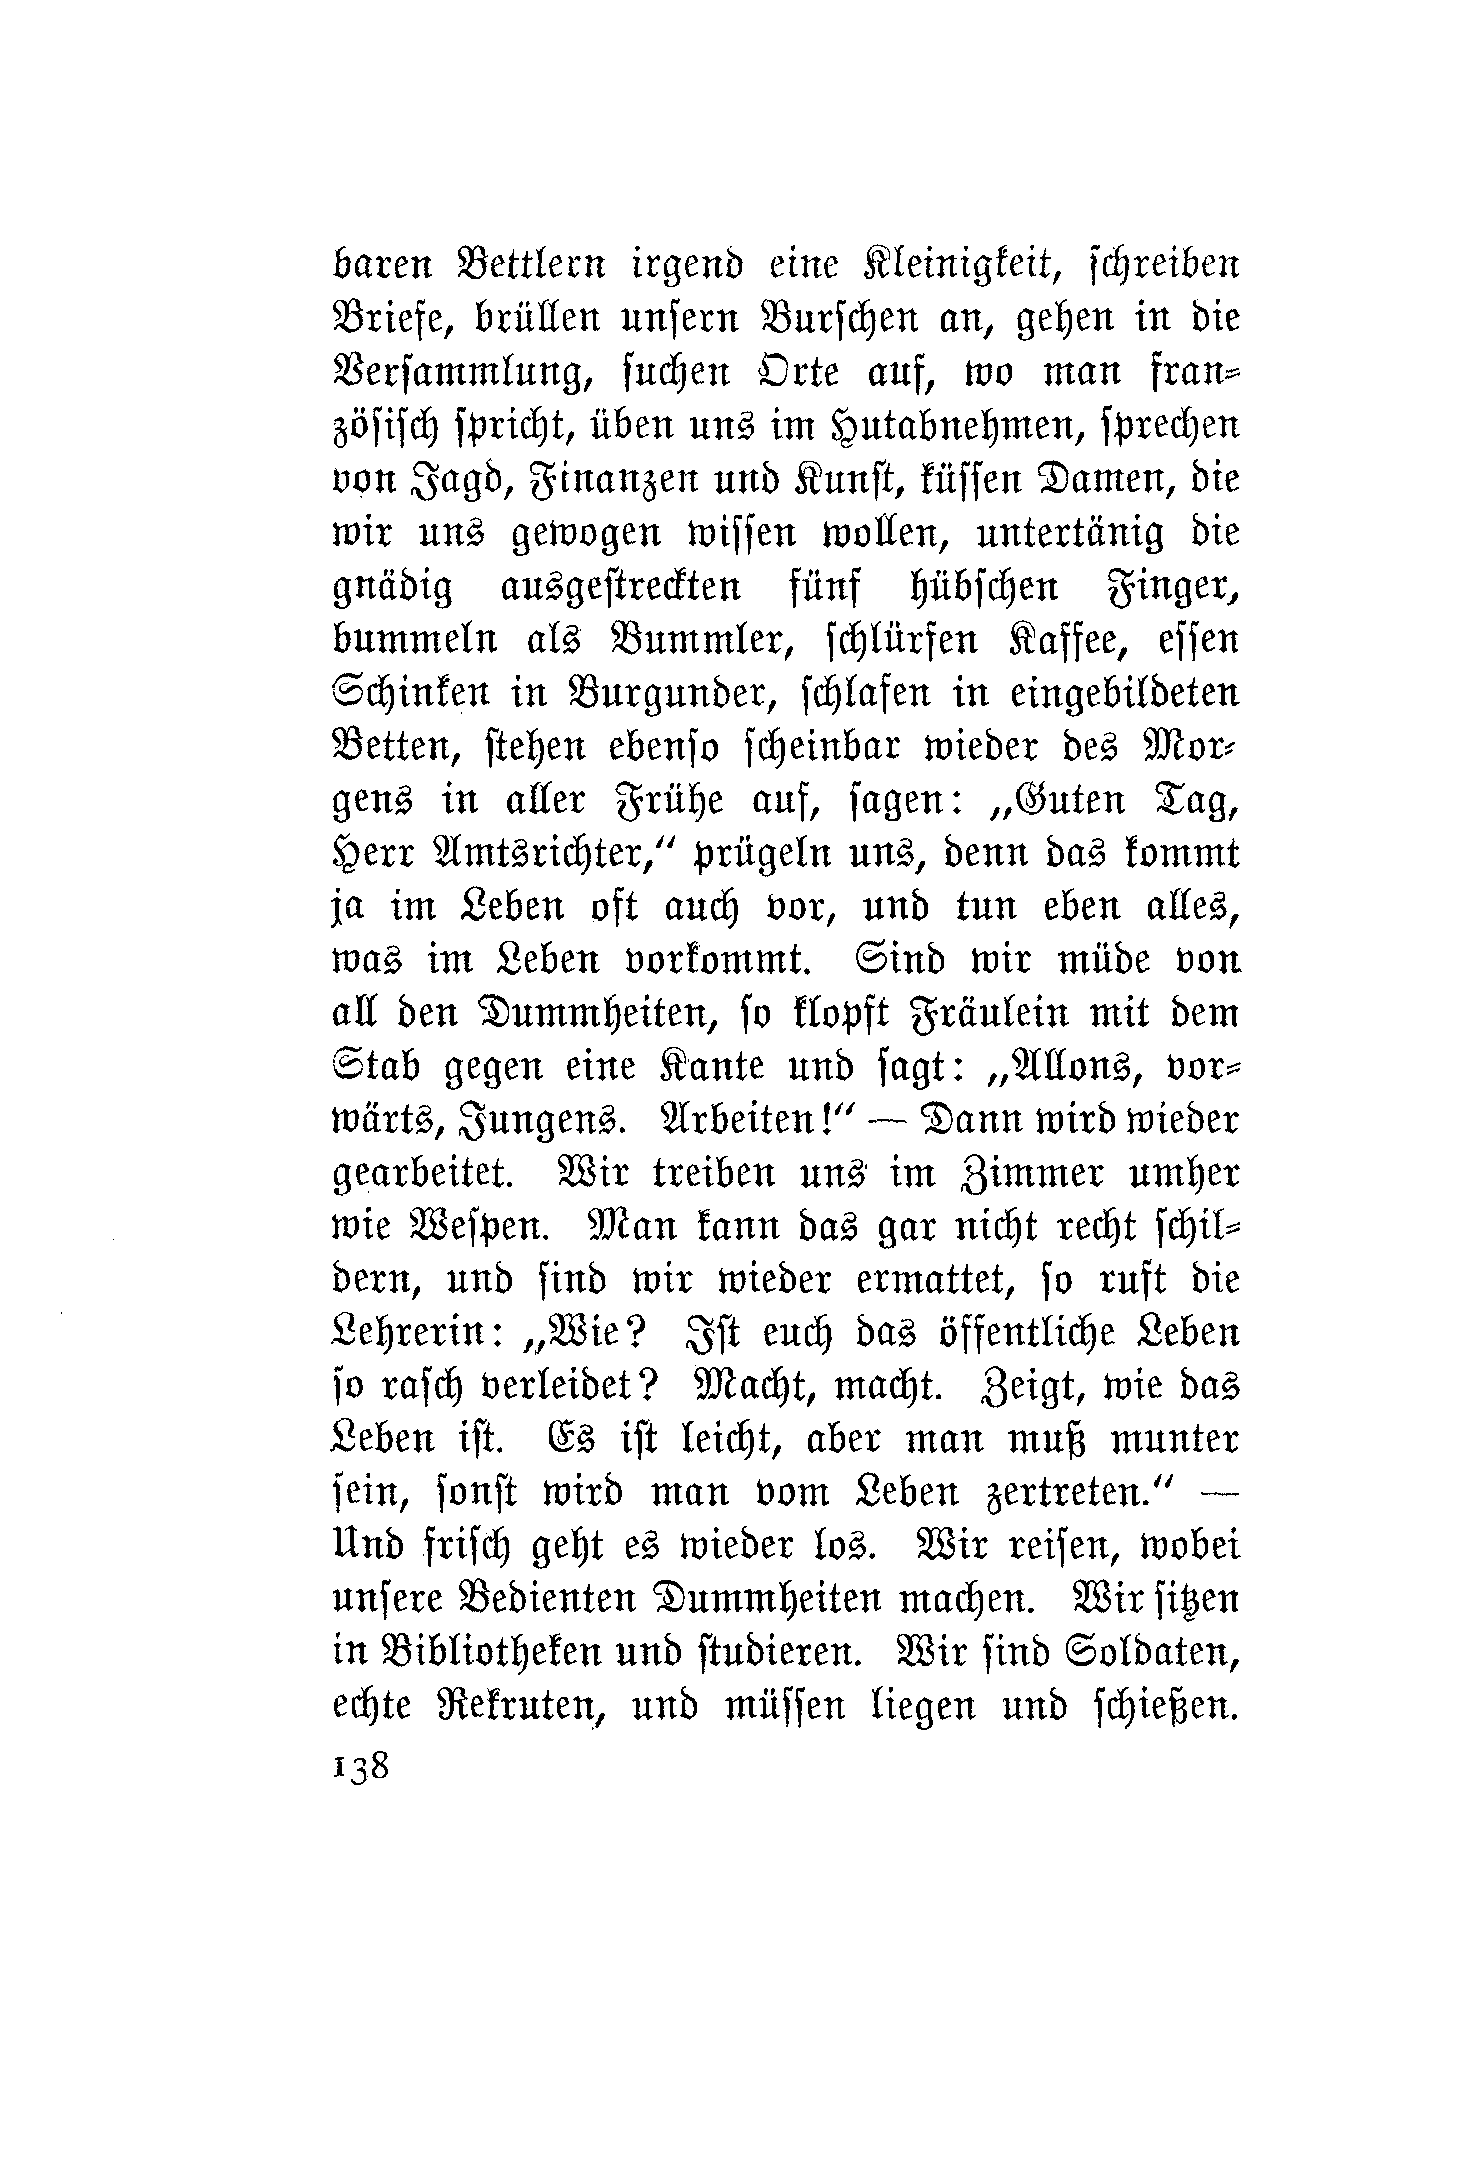 baren Bettlern irgend eine Kleinigkeit, ſchreiben
Briefe, brüllen unſern Burſchen an, gehen in die
Verſammlung, ſuchen Orte auf, wo man fran⸗
zöſiſch ſpricht, üben uns im Hutabnehmen, ſprechen
von Jagd, Finanzen und Kunſt, küſſen Damen, die
wir uns gewogen wiſſen wollen, untertänig die
gnädig ausgeſtreckten fünf hübſchen Finger,
bummeln als Bummler, ſchlürfen Kaffee, eſſen
Schinken in Burgunder, ſchlafen in eingebildeten
Betten, ſtehen ebenſo ſcheinbar wieder des Mor⸗
gens in aller Frühe auf, ſagen: „Guten Tag,
Herr Amtsrichter,“ prügeln uns, denn das kommt
ja im Leben oft auch vor, und tun eben alles,
was im Leben vorkommt. Sind wir müde von
all den Dummheiten, ſo klopft Fräulein mit dem
Stab gegen eine Kante und ſagt: „Allons, vor⸗
wärts, Jungens. Arbeiten!“ — Dann wird wieder
gearbeitet. Wir treiben uns im Zimmer umher
wie Weſpen. Man kann das gar nicht recht ſchil⸗
dern, und ſind wir wieder ermattet, ſo ruft die
Lehrerin: „Wie? Iſt euch das öffentliche Leben
ſo raſch verleidet? Macht, macht. Zeigt, wie das
Leben iſt. Es iſt leicht, aber man muß munter
ſein, ſonſt wird man vom Leben zertreten.“ —
Und friſch geht es wieder los. Wir reiſen, wobei
unſere Bedienten Dummheiten machen. Wir ſitzen
in Bibliotheken und ſtudieren. Wir ſind Soldaten,
echte Rekruten, und müſſen liegen und ſchießen.
138